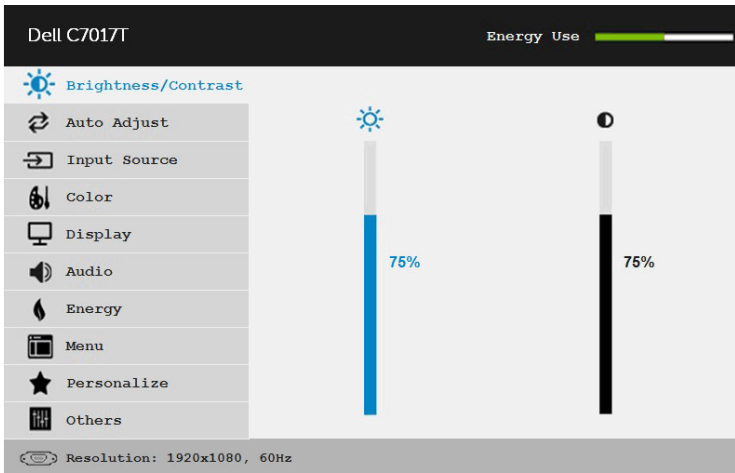 Dell C7017T
Energy Use
Brightness/Contrast
Auto Adjust
Input Source
Color
Display
Audio
Energy
Menu
Personalize
Others
75%
75%
Resolution: 1920x1080, 60Hz